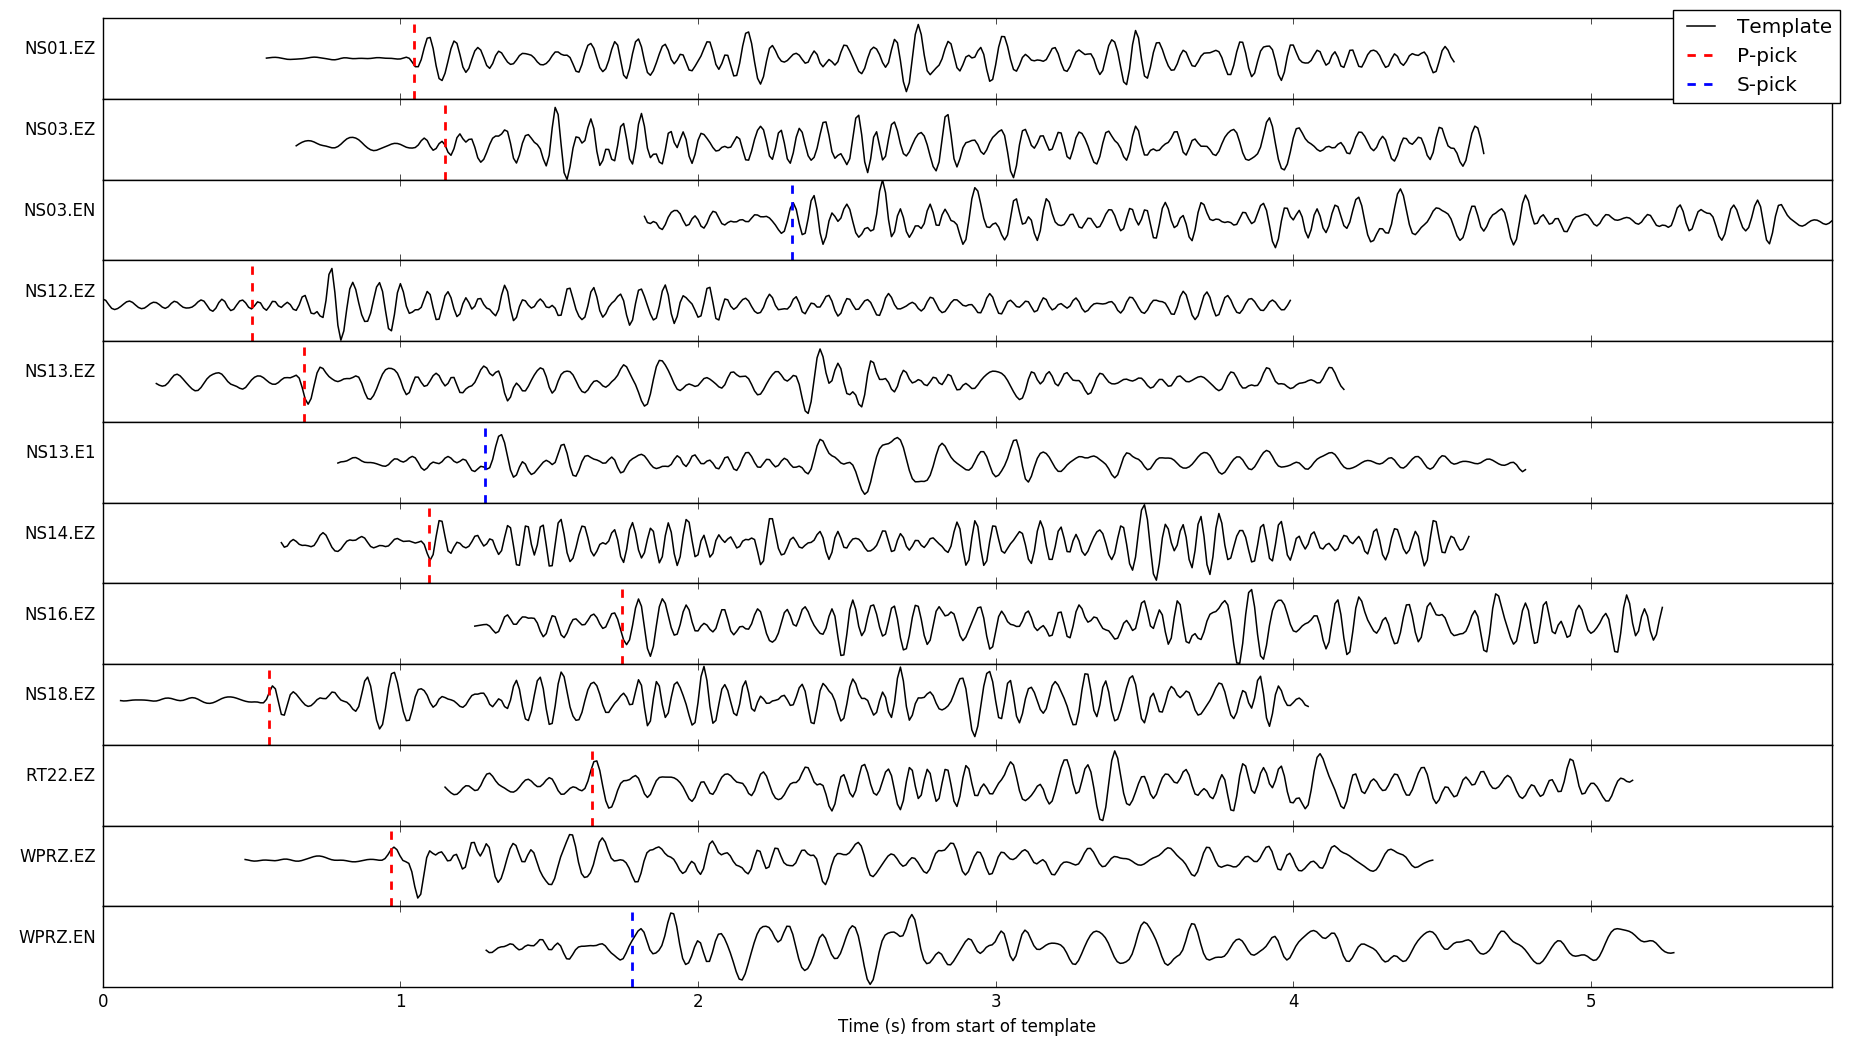 Template
P-pick
S-pick
NS01.EZ
NS03.EZ
NS03.EN
NS12.EZ
NS13.EZ
NS13.E1
NS14.EZ
NS16.EZ
NS18.EZ
RT22.EZ
WPRZ.EZ
WPRZ.EN
0 1 2 3 4 5
Time (s) from start of template